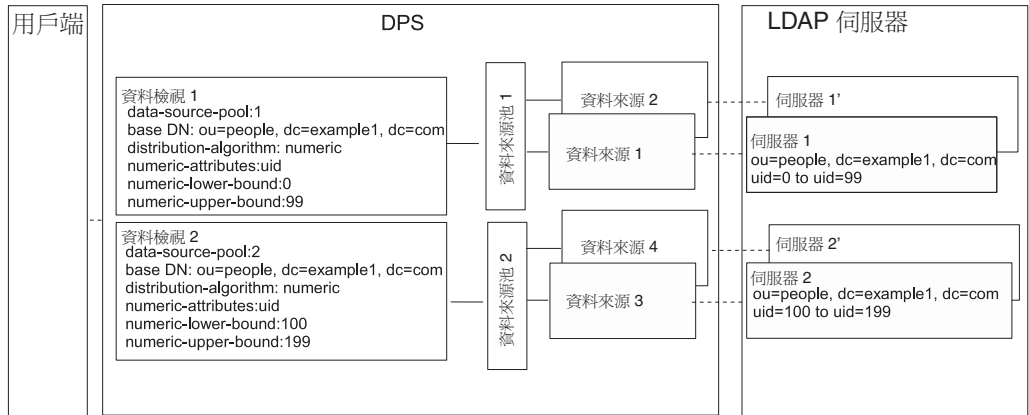 用戶端
DPS
LDAP 伺服器
資料檢視 1
data-source-pool:1
base DN: ou=people, dc=example1, dc=com
distribution-algorithm: numeric
numeric-attributes:uid
numeric-lower-bound:0
numeric-upper-bound:99
資料來源池 1
資料來源 2
資料來源 1
伺服器 1’
伺服器 1
ou=people, dc=example1, dc=com
uid=0 to uid=99
資料檢視 2
data-source-pool:2
base DN: ou=people, dc=example1, dc=com
distribution-algorithm: numeric
numeric-attributes:uid
numeric-lower-bound:100
numeric-upper-bound:199
資料來源池 2
資料來源 4
資料來源 3
伺服器 2’
伺服器 2
ou=people, dc=example1, dc=com
uid=100 to uid=199